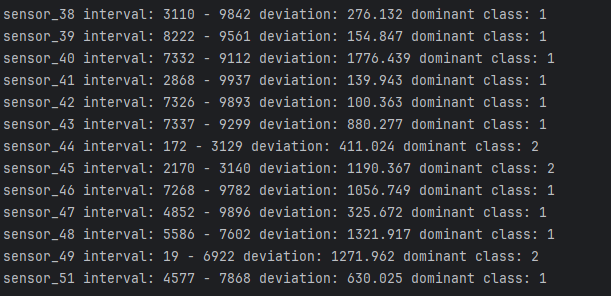 sensor_38 interval: 3110 - 9842 deviation: 276.132 dominant class: 1
sensor_39 interval: 8222 - 9561 deviation: 154.847 dominant class: 1
sensor_40 interval: 7332 - 9112 deviation: 1776.439 dominant class: 1
sensor_41 interval: 2868 - 9937 deviation: 139.943 dominant class: 1
sensor_42 interval: 7326 - 9893 deviation: 100.363 dominant class: 1
sensor_43 interval: 7337 - 9299 deviation: 880.277 dominant class: 1
sensor_44 interval: 172 - 3129 deviation: 411.024 dominant class: 2
sensor_45 interval: 2170 - 3140 deviation: 1190.367 dominant class: 2
sensor_46 interval: 7268 - 9782 deviation: 1056.749 dominant class: 1
sensor_47 interval: 4852 - 9896 deviation: 325.672 dominant class: 1
sensor_48 interval: 5586 - 7602 deviation: 1321.917 dominant class: 1
sensor_49 interval: 19 - 6922 deviation: 1271.962 dominant class: 2
sensor_51 interval: 4577 - 7868 deviation: 630.025 dominant class: 1